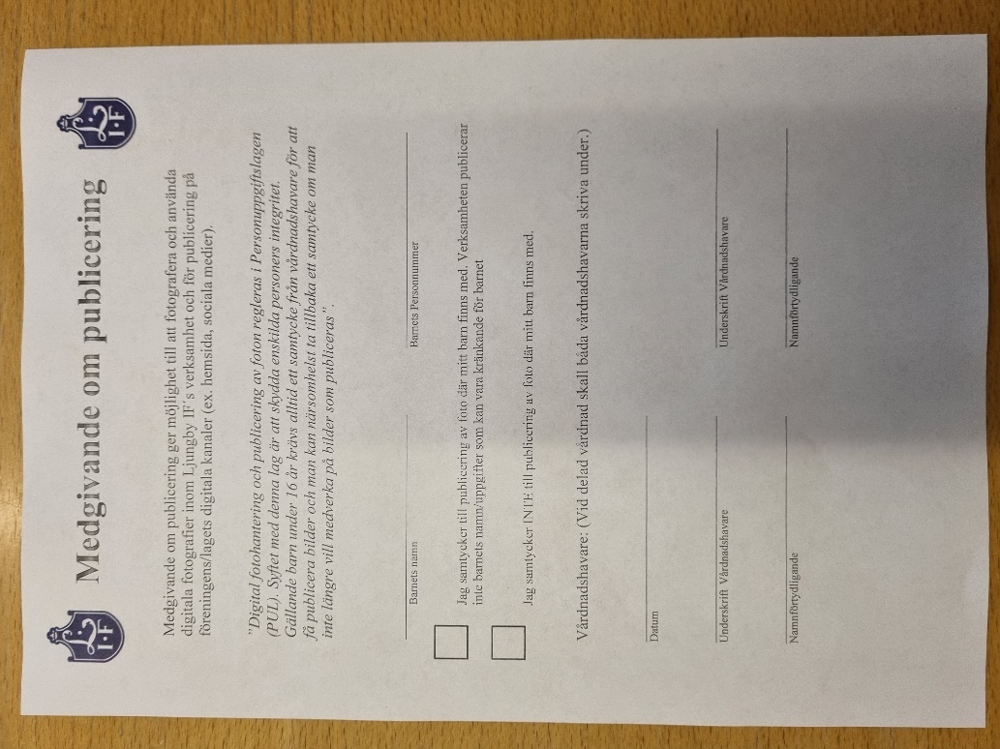 L
I·F
Medgivande om publicering
L
I·F
Medgivande om publicering ger möjlighet till att fotografera och använda
digitala fotografier inom Ljungby IF´s verksamhet och för publicering på
föreningens/lagets digitala kanaler (ex. hemsida, sociala medier).
"Digital fotohantering och publicering av foton regleras i Personuppgiftslagen
(PUL). Syftet med denna lag är att skydda enskilda personers integritet.
Gällande barn under 16 år krävs alltid ett samtycke från vårdnadshavare för att
få publicera bilder och man kan närsomhelst ta tillbaka ett samtycke om man
inte längre vill medverka på bilder som publiceras".
Barnets namn Barnets Personnummer
Jag samtycker till publicering av foto där mitt barn finns med. Verksamheten publicerar
inte barnets namn/uppgifter som kan vara kränkande för barnet
Jag samtycker INTE till publicering av foto där mitt barn finns med.
Vårdnadshavare: (Vid delad vårdnad skall båda vårdnadshavarna skriva under.)
Datum
Underskrift Vårdnadshavare Underskrift Vårdnadshavare
Namnförtydligande Namnförtydligande